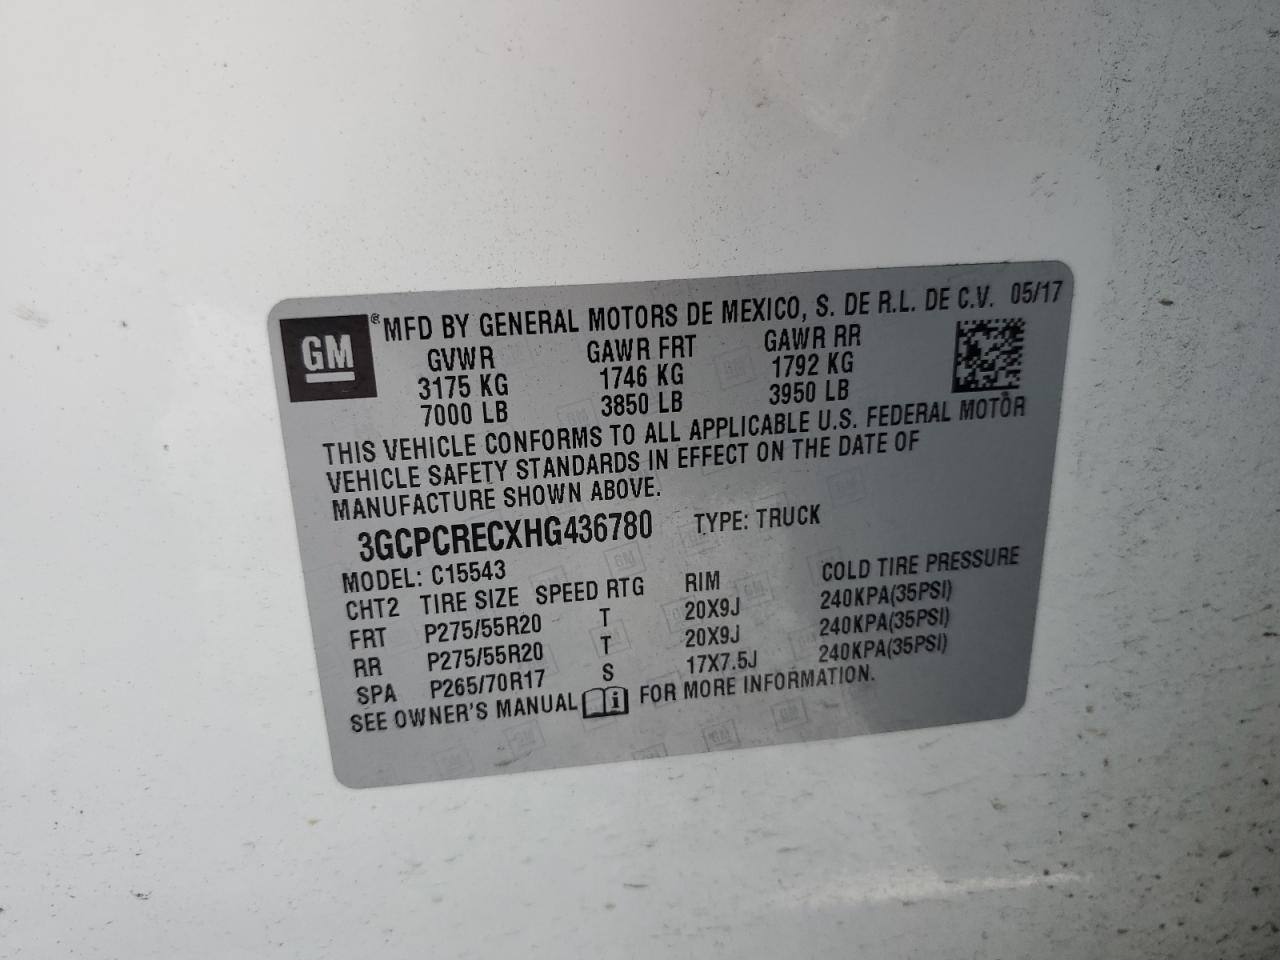 GM ® MFD BY GENERAL MOTORS DE MEXICO, S. DE R.L. DE C.V. 05/17
GVWR GAWR FRT GAWR RR
3175 KG 1746 KG 1792 KG
7000 LB 3850 LB 3950 LB
THIS VEHICLE CONFORMS TO ALL APPLICABLE U.S. FEDERAL MOTOR
VEHICLE SAFETY STANDARDS IN EFFECT ON THE DATE OF
MANUFACTURE SHOWN ABOVE.
3GCPCRECXHG436780 TYPE: TRUCK
MODEL: C15543
CHT2 TIRE SIZE SPEED RTG RIM COLD TIRE PRESSURE
FRT P275/55R20 T 20X9J 240KPA(35PSI)
RR P275/55R20 T 20X9J 240KPA(35PSI)
SPA P265/70R17 S 17X7.5J 240KPA(35PSI)
SEE OWNER'S MANUAL i FOR MORE INFORMATION.